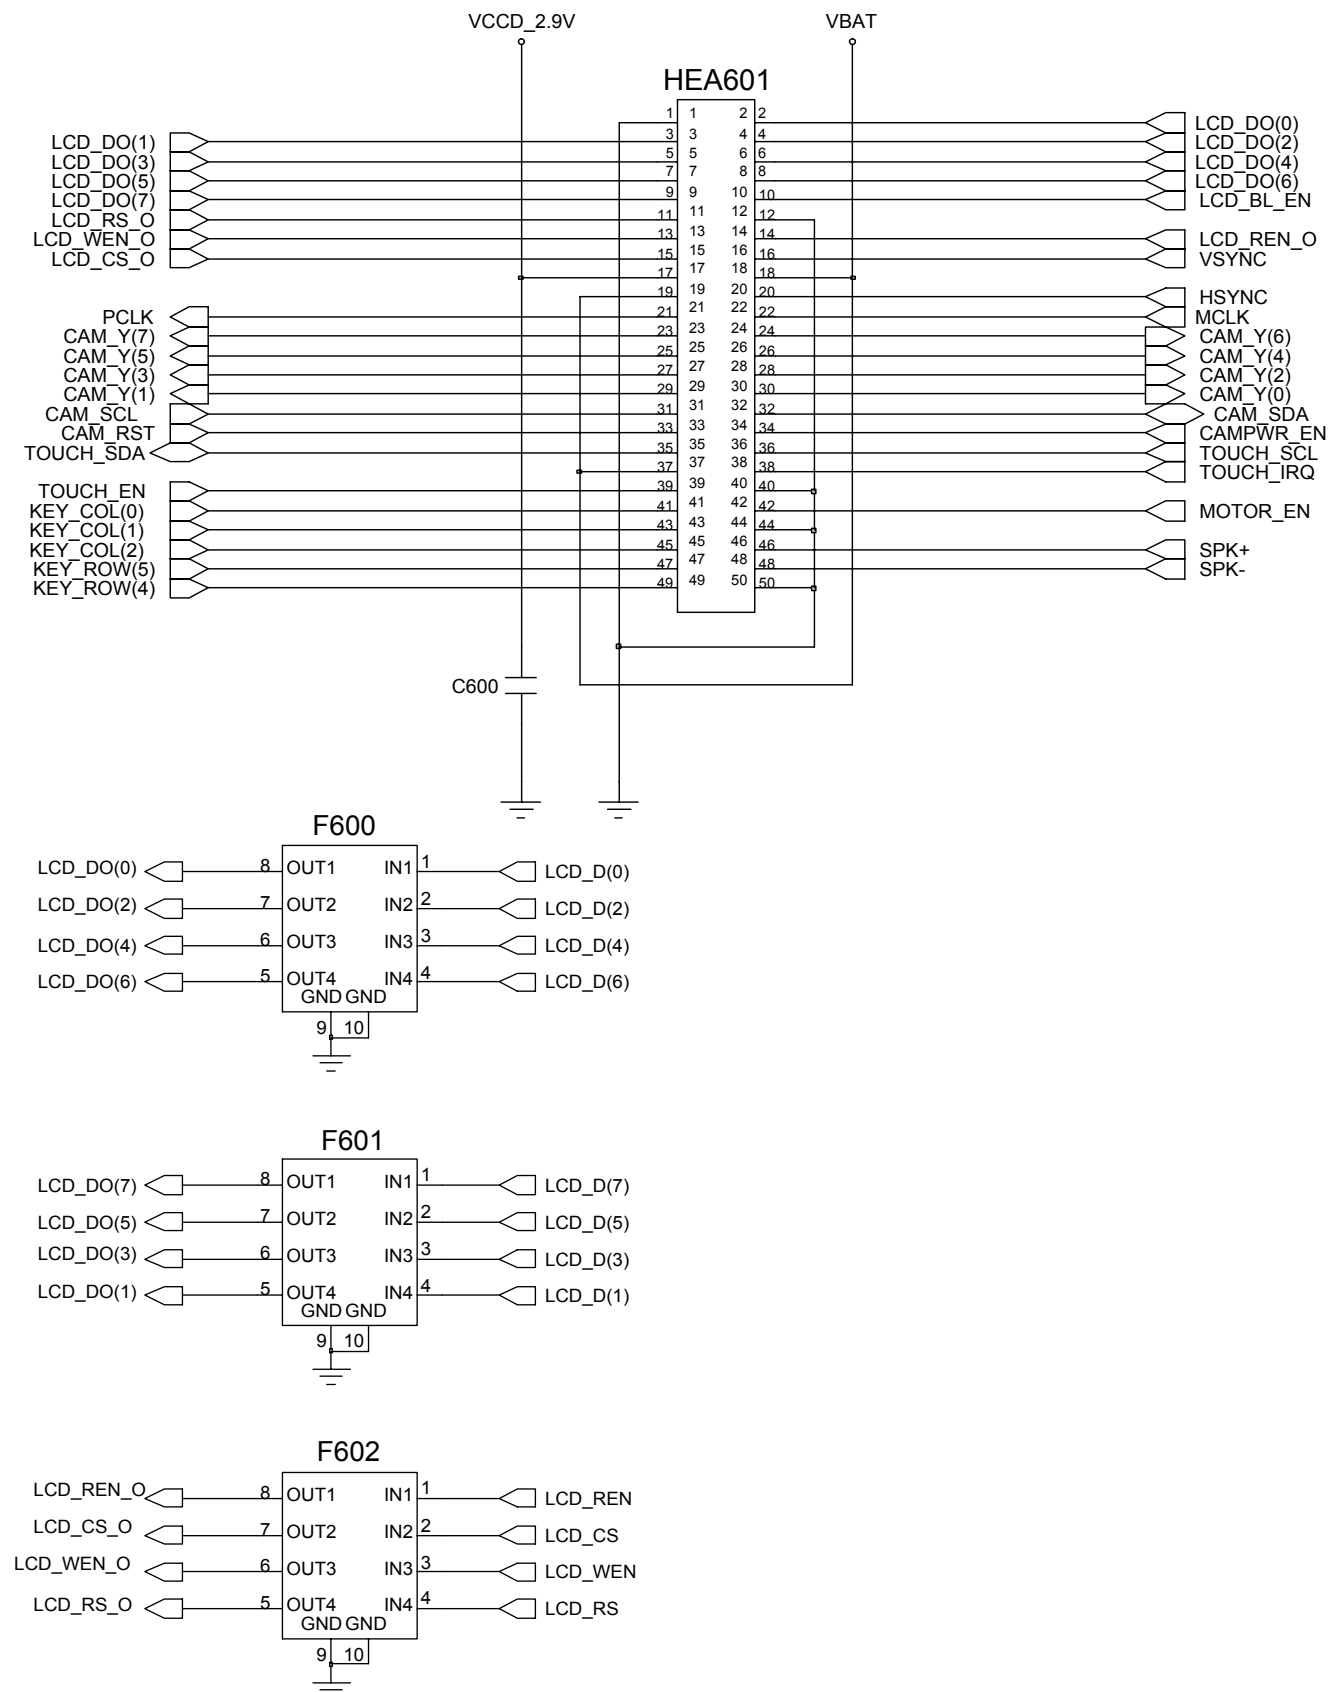 VCCD_2.9V VBAT
HEA601
1 1 2 2
LCD_DO(0)
LCD_DO(1) 3 3 4 4 LCD_DO(2)
LCD_DO(3) 5 5 6 6 LCD_DO(4)
LCD_DO(5) 7 7 8 8 LCD_DO(6)
LCD_DO(7) 9 9 10 10 LCD_BL_EN
LCD_RS_O 11 11 12 12
LCD_WEN_O 13 13 14 14 LCD_REN_O
LCD_CS_O 15 15 16 16 VSYNC
17 17 18 18
19 19 20 20 HSYNC
PCLK 21 21 22 22 MCLK
CAM_Y(7) 23 23 24 24 CAM_Y(6)
CAM_Y(5) 25 25 26 26 CAM_Y(4)
CAM_Y(3) 27 27 28 28 CAM_Y(2)
CAM_Y(1) 29 29 30 30 CAM_Y(0)
CAM_SCL 31 31 32 32 CAM_SDA
CAM_RST 33 33 34 34 CAMPWR_EN
TOUCH_SDA 35 35 36 36 TOUCH_SCL
37 37 38 38 TOUCH_IRQ
TOUCH_EN 39 39 40 40
KEY_COL(0) 41 41 42 42 MOTOR_EN
KEY_COL(1) 43 43 44 44
KEY_COL(2) 45 45 46 46 SPK+
KEY_ROW(5) 47 47 48 48 SPK-
KEY_ROW(4) 49 49 50 50
C600
F600
LCD_DO(0) 8 OUT1 IN1 1 LCD_D(0)
LCD_DO(2) 7 OUT2 IN2 2 LCD_D(2)
LCD_DO(4) 6 OUT3 IN3 3 LCD_D(4)
LCD_DO(6) 5 OUT4 IN4 4 LCD_D(6)
GND GND
9 10
F601
LCD_DO(7) 8 OUT1 IN1 1 LCD_D(7)
LCD_DO(5) 7 OUT2 IN2 2 LCD_D(5)
LCD_DO(3) 6 OUT3 IN3 3 LCD_D(3)
LCD_DO(1) 5 OUT4 IN4 4 LCD_D(1)
GND GND
9 10
F602
LCD_REN_O 8 OUT1 IN1 1 LCD_REN
LCD_CS_O 7 OUT2 IN2 2 LCD_CS
LCD_WEN_O 6 OUT3 IN3 3 LCD_WEN
LCD_RS_O 5 OUT4 IN4 4 LCD_RS
GND GND
9 10